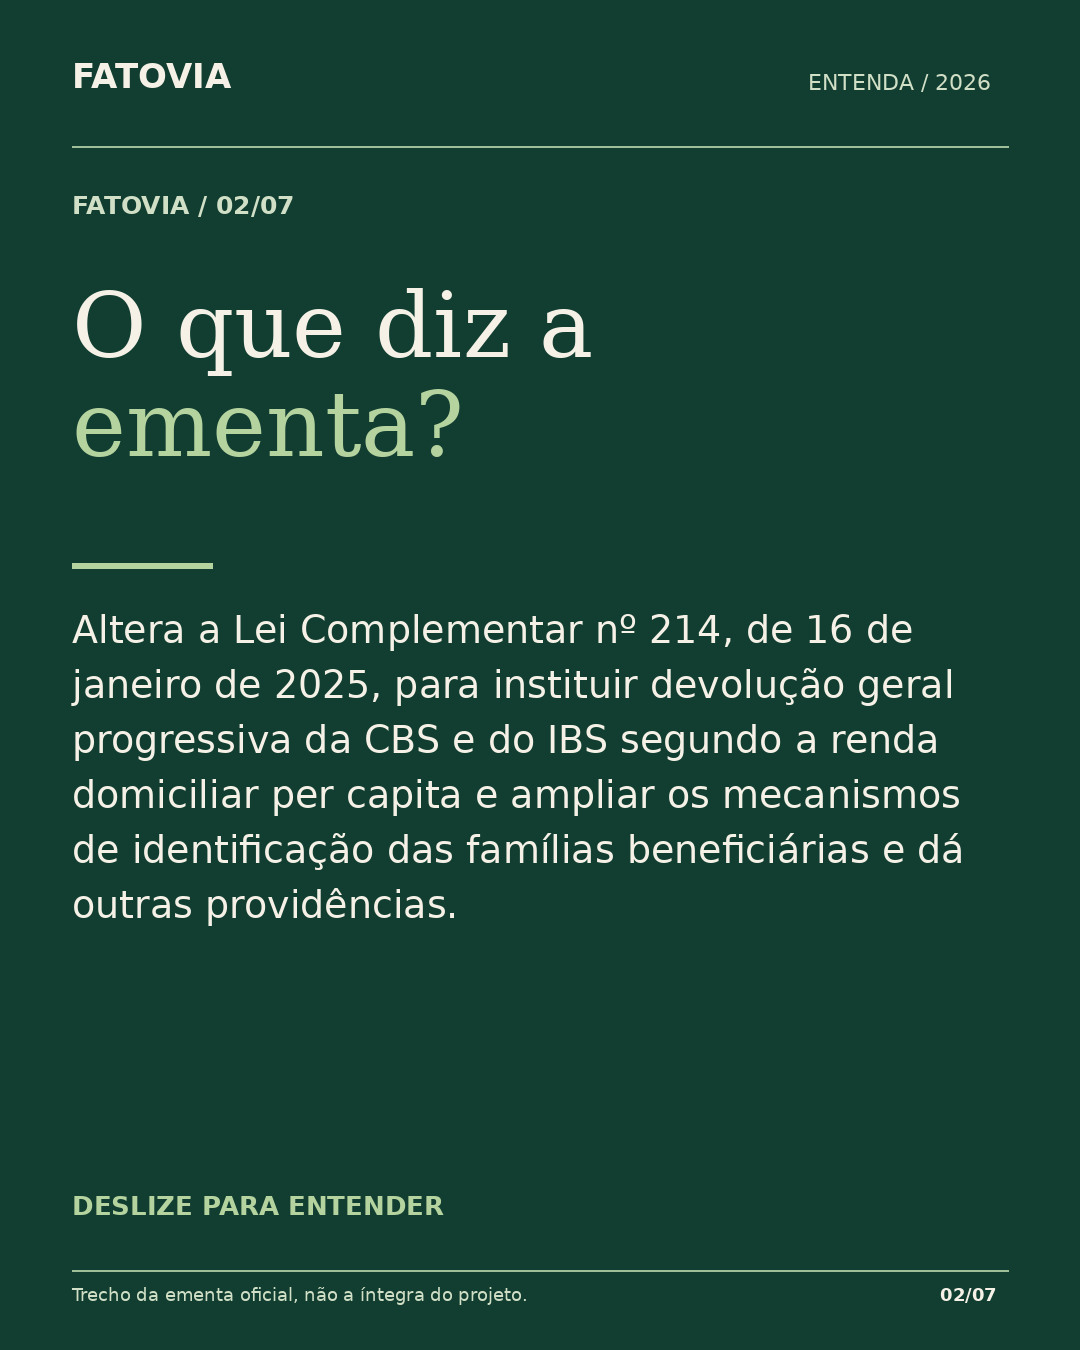 FATOVIA
ENTENDA / 2026
FATOVIA / 02/07
O que diz a
ementa?
Altera a Lei Complementar nº 214, de 16 de
janeiro de 2025, para instituir devolução geral
progressiva da CBS e do IBS segundo a renda
domiciliar per capita e ampliar os mecanismos
de identificação das famílias beneficiárias e dá
outras providências.
DESLIZE PARA ENTENDER
Trecho da ementa oficial, não a íntegra do projeto.
02/07